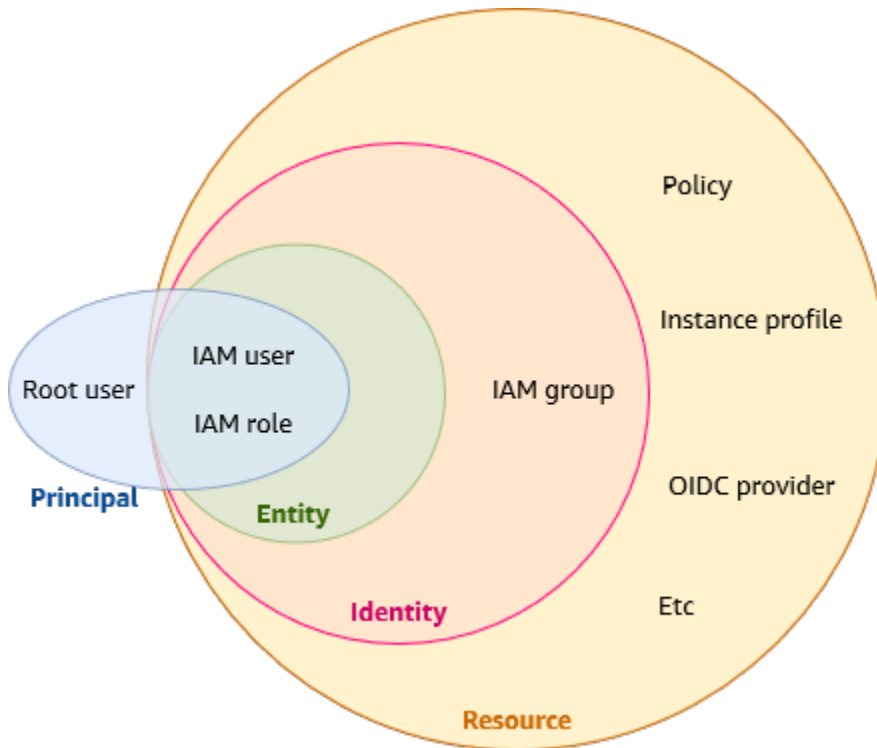 Policy
Instance profile
IAM user
Root user
IAM group
IAM role
OIDC provider
Principal
Entity
Identity
Etc
Resource